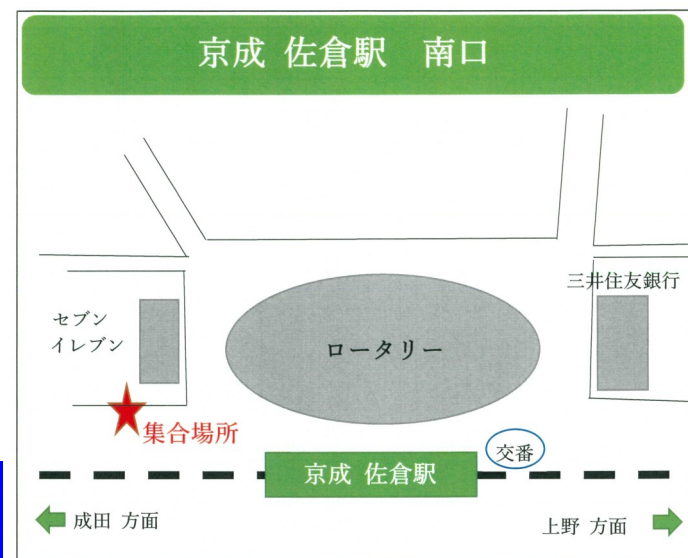 京成 佐倉駅　南口
三井住友銀行
セブン
イレブン
ロータリー
集合場所
交番
京成 佐倉駅
成田 方面
上野 方面